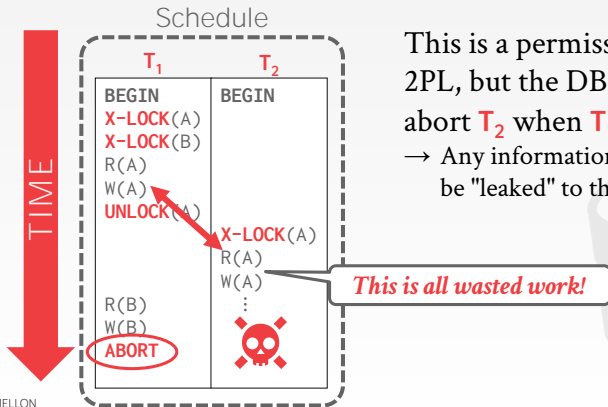 Schedule
T1 T2
BEGIN BEGIN
X-LOCK(A)
X-LOCK(B)
R(A)
W(A)
UNLOCK(A)
X-LOCK(A)
R(A)
W(A)
⋮
R(B)
W(B)
ABORT
TIME
This is all wasted work!
This is a permiss
2PL, but the DB
abort T2 when T
→ Any information
be "leaked" to th
MELLON